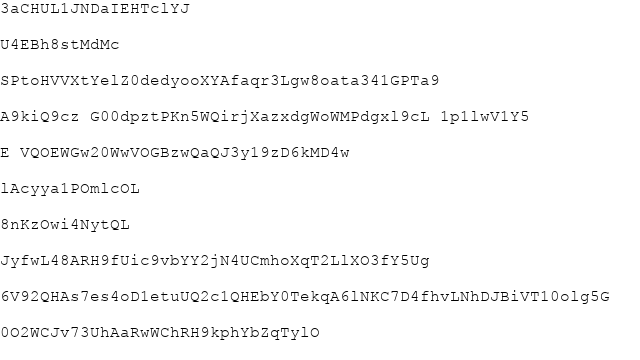 3aCHUL1JNDaIEHTclYJ
U4EBh8stMdMc
SPtoHVVXtYelZ0dedyooXYAfaqr3Lgw8oata341GPTa9
A9kiQ9cz G00dpztPKn5WQirjXazxdgWoWMPdgxl9cL 1p1lwV1Y5
E VQOEWGw20WwVOGBzwQaQJ3y19zD6kMD4w
lAcyya1POmlcOL
8nKzOwi4NytQL
JyfwL48ARH9fUic9vbYY2jN4UCmhoXqT2LlXO3fY5Ug
6V92QHAs7es4oD1etuUQ2c1QHEbY0TekqA6lNKC7D4fhvLNhDJBiVT10olg5G
0O2WCJv73UhAaRwWChRH9kphYbZqTylO